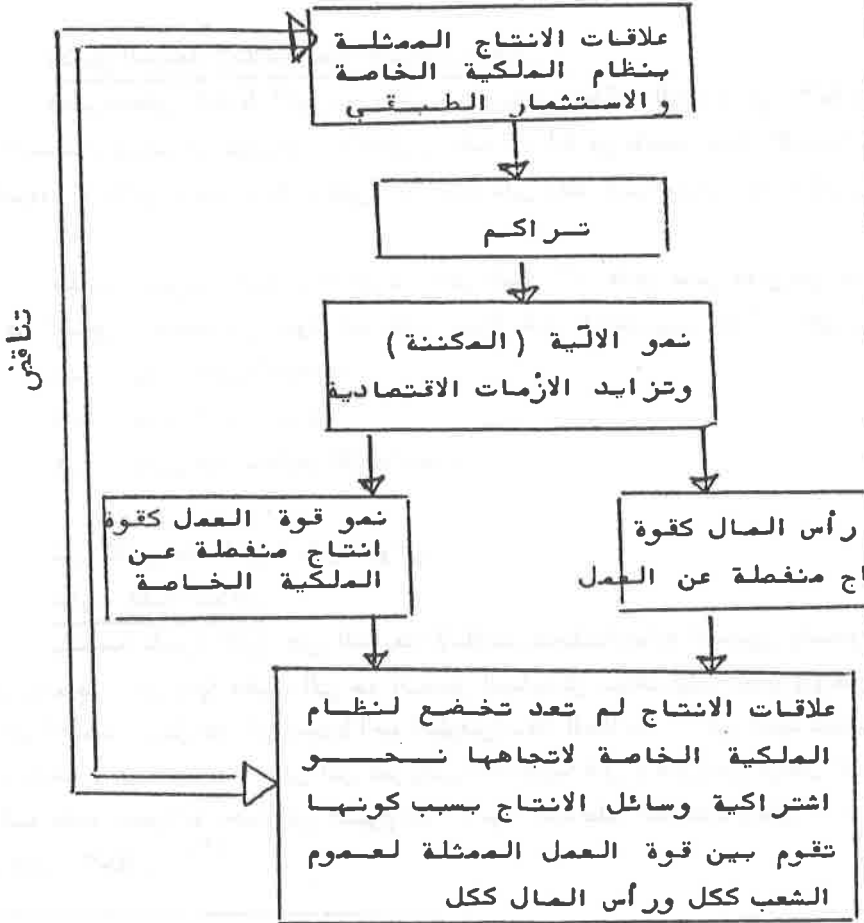 علاقات الانتاج الممثلة
بنظام الملكية الخاصة
والاستثمار الطبقي
تراكم
نمو الآلية (المكننة)
وتزايد الأزمات الاقتصادية
تناقض
رأس المال كقوة
اج منفصلة عن العمل
نمو قوة العمل كقوة
انتاج منفصلة عن
الملكية الخاصة
علاقات الانتاج لم تعد تخضع لنظام
الملكية الخاصة لاتجاهها نحو
اشتراكية وسائل الانتاج بسبب كونها
تقوم بين قوة العمل الممثلة لعموم
الشعب ككل ورأس المال ككل